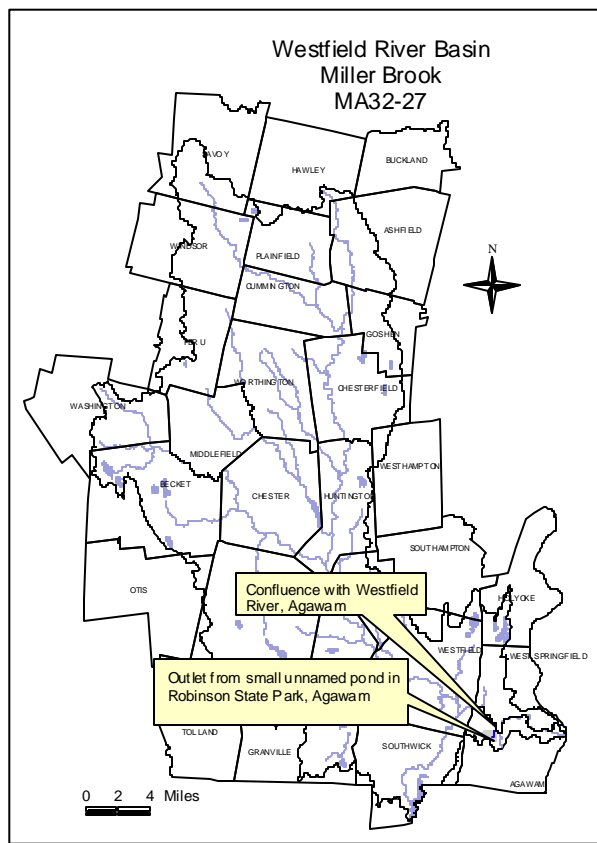 Westfield River Basin
Miller Brook
MA32-27
SAVOY
HAWLEY
BUCKLAND
ASHFIELD
N
WINDSOR
PLAINFIELD
CUMMINGTON
PERU
GOSHEN
WORTHINGTON
CHESTERFIELD
WASHINGTON
MIDDLEFIELD
WESTHAMPTON
BECKET
CHESTER
HUNTINGTON
SOUTHAMPTON
OTIS
HOLYOKE
Confluence with Westfield
River, Agawam
WESTFIELD
WEST SPRINGFIELD
Outlet from small unnamed pond in
Robinson State Park, Agawam
TOLLAND
GRANVILLE
SOUTHWICK
AGAWAM
0 2 4 Miles